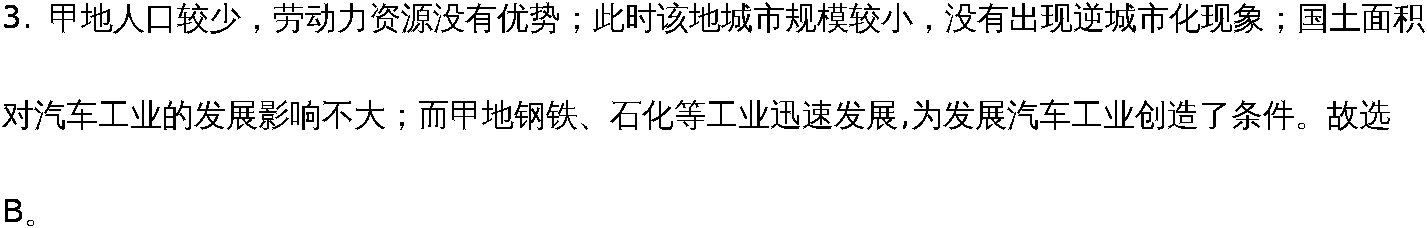 3. 甲地人口较少，劳动力资源没有优势；此时该地城市规模较小，没有出现逆城市化现象；国土面积
对汽车工业的发展影响不大；而甲地钢铁、石化等工业迅速发展,为发展汽车工业创造了条件。故选
B。